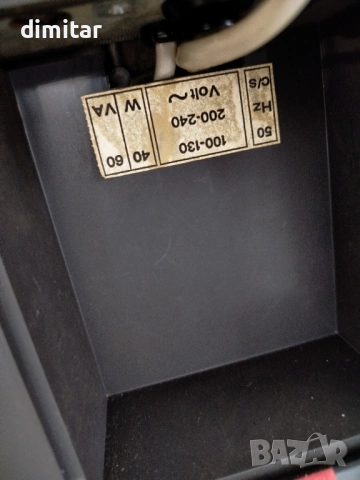 dimitar
Hz
c/s
50
Volt~
200-240
100-130
W
40
VA
60
BAZAR